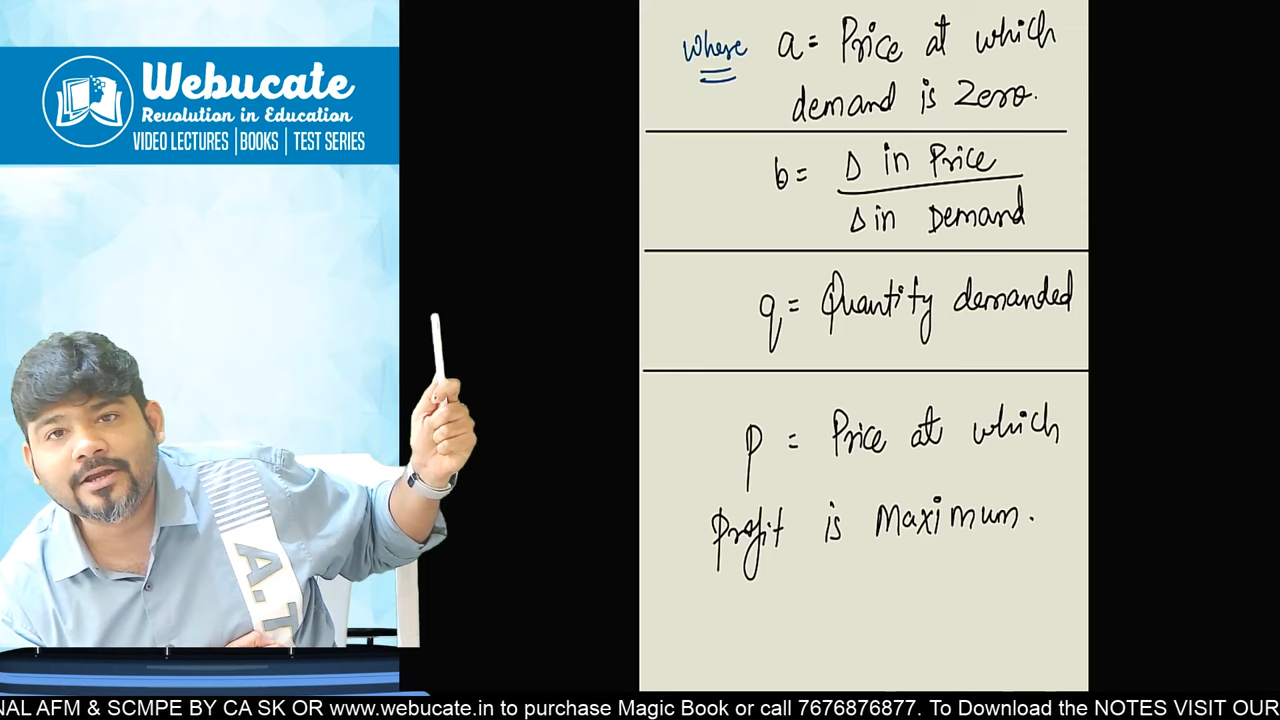 Webucate
Revolution in Education
VIDEO LECTURES | BOOKS | TEST SERIES
Where a = Price at which
demand is Zero.
b = Δ in Price
Δ in Demand
q = Quantity demanded
p = Price at which
Profit is Maximum.
A.T
NAL AFM & SCMPE BY CA SK OR www.webucate.in to purchase Magic Book or call 7676876877. To Download the NOTES VISIT OUR